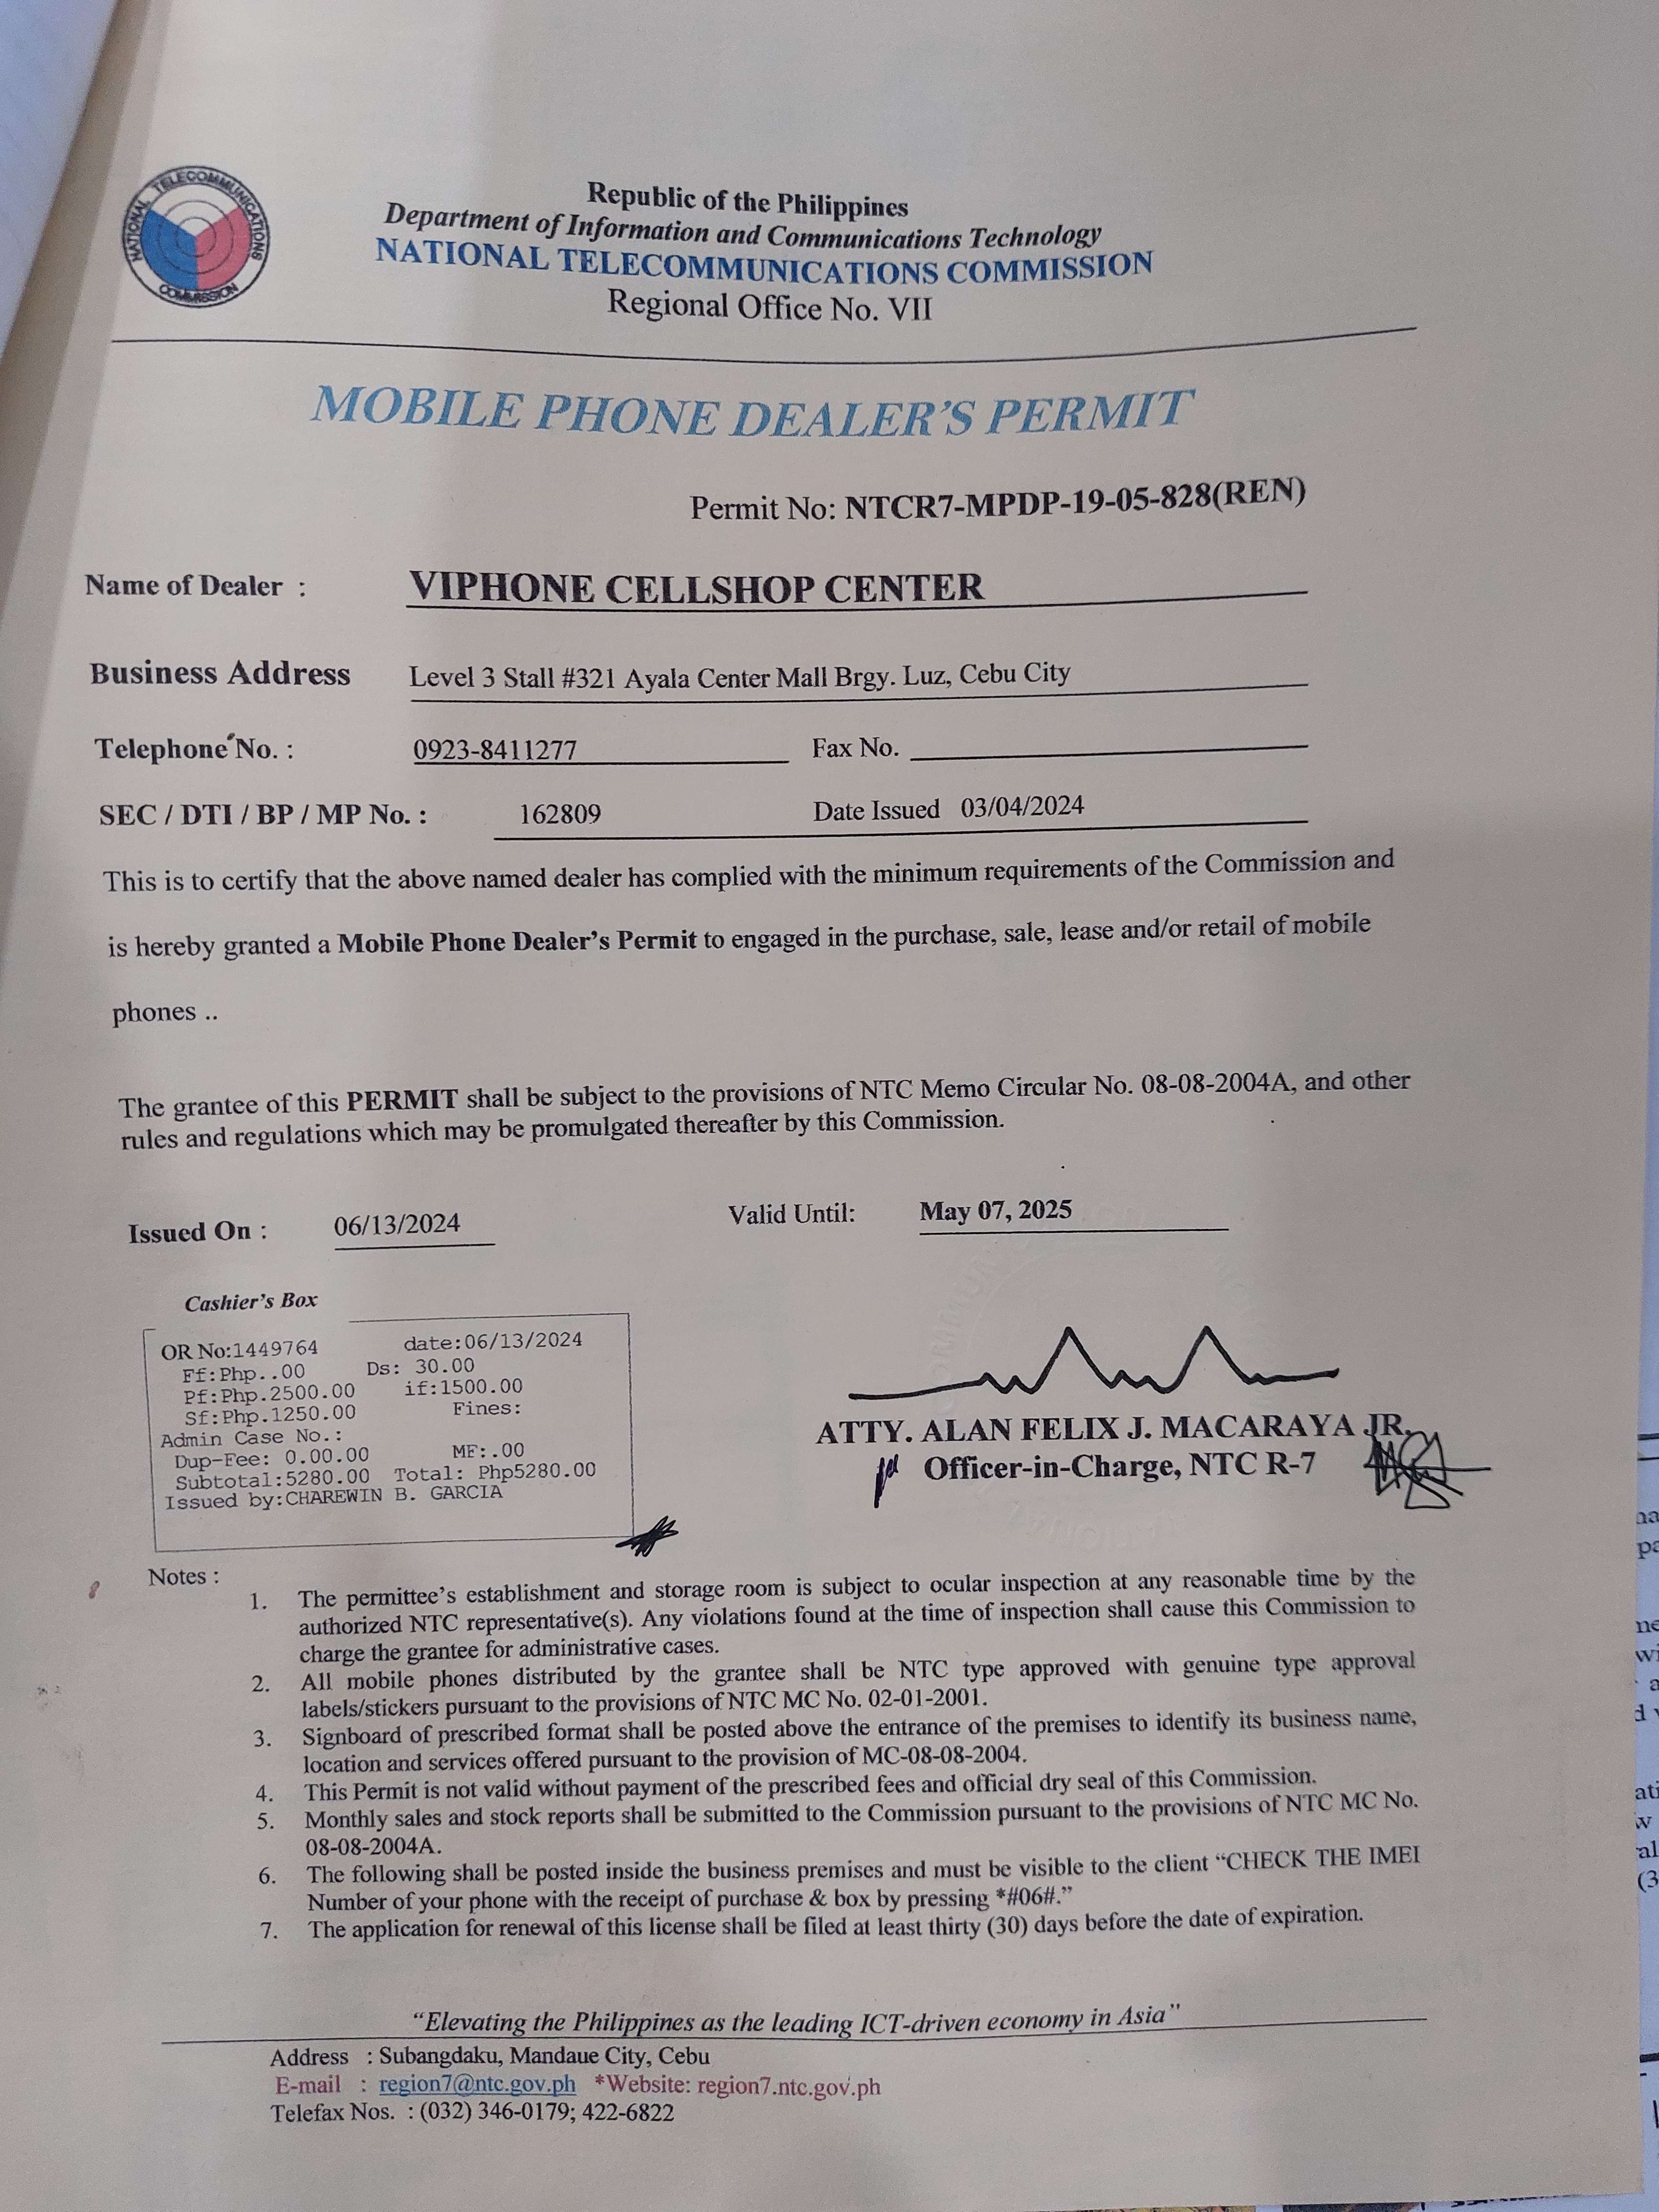 NATIONAL TELECOMMUNICATIONS COMMISSION
Republic of the Philippines
Department of Information and Communications Technology
NATIONAL TELECOMMUNICATIONS COMMISSION
Regional Office No. VII
MOBILE PHONE DEALER'S PERMIT
Permit No: NTCR7-MPDP-19-05-828(REN)
Name of Dealer : VIPHONE CELLSHOP CENTER
Business Address Level 3 Stall #321 Ayala Center Mall Brgy. Luz, Cebu City
Telephone No. : 0923-8411277 Fax No.
SEC / DTI / BP / MP No. : 162809 Date Issued 03/04/2024
This is to certify that the above named dealer has complied with the minimum requirements of the Commission and
is hereby granted a Mobile Phone Dealer's Permit to engaged in the purchase, sale, lease and/or retail of mobile
phones ..
The grantee of this PERMIT shall be subject to the provisions of NTC Memo Circular No. 08-08-2004A, and other
rules and regulations which may be promulgated thereafter by this Commission.
Issued On : 06/13/2024 Valid Until: May 07, 2025
Cashier's Box
OR No:1449764 date:06/13/2024
Ff:Php..00 Ds: 30.00
Pf:Php.2500.00 if:1500.00
Sf:Php.1250.00 Fines:
Admin Case No.:
Dup-Fee: 0.00.00 MF:.00
Subtotal:5280.00 Total: Php5280.00
Issued by:CHAREWIN B. GARCIA
ATTY. ALAN FELIX J. MACARAYA JR.
Officer-in-Charge, NTC R-7
Notes :
1. The permittee's establishment and storage room is subject to ocular inspection at any reasonable time by the
authorized NTC representative(s). Any violations found at the time of inspection shall cause this Commission to
charge the grantee for administrative cases.
2. All mobile phones distributed by the grantee shall be NTC type approved with genuine type approval
labels/stickers pursuant to the provisions of NTC MC No. 02-01-2001.
3. Signboard of prescribed format shall be posted above the entrance of the premises to identify its business name,
location and services offered pursuant to the provision of MC-08-08-2004.
4. This Permit is not valid without payment of the prescribed fees and official dry seal of this Commission.
5. Monthly sales and stock reports shall be submitted to the Commission pursuant to the provisions of NTC MC No.
08-08-2004A.
6. The following shall be posted inside the business premises and must be visible to the client “CHECK THE IMEI
Number of your phone with the receipt of purchase & box by pressing *#06#.”
7. The application for renewal of this license shall be filed at least thirty (30) days before the date of expiration.
“Elevating the Philippines as the leading ICT-driven economy in Asia”
Address : Subangdaku, Mandaue City, Cebu
E-mail : region7@ntc.gov.ph *Website: region7.ntc.gov.ph
Telefax Nos. : (032) 346-0179; 422-6822